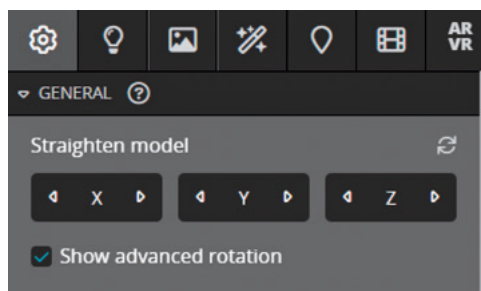 AR
VR
GENERAL ?
Straighten model
X Y Z
Show advanced rotation